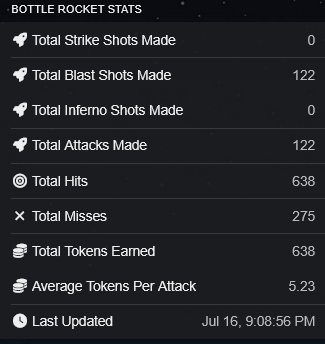 BOTTLE ROCKET STATS
Total Strike Shots Made 0
Total Blast Shots Made 122
Total Inferno Shots Made 0
Total Attacks Made 122
Total Hits 638
Total Misses 275
Total Tokens Earned 638
Average Tokens Per Attack 5.23
Last Updated Jul 16, 9:08:56 PM